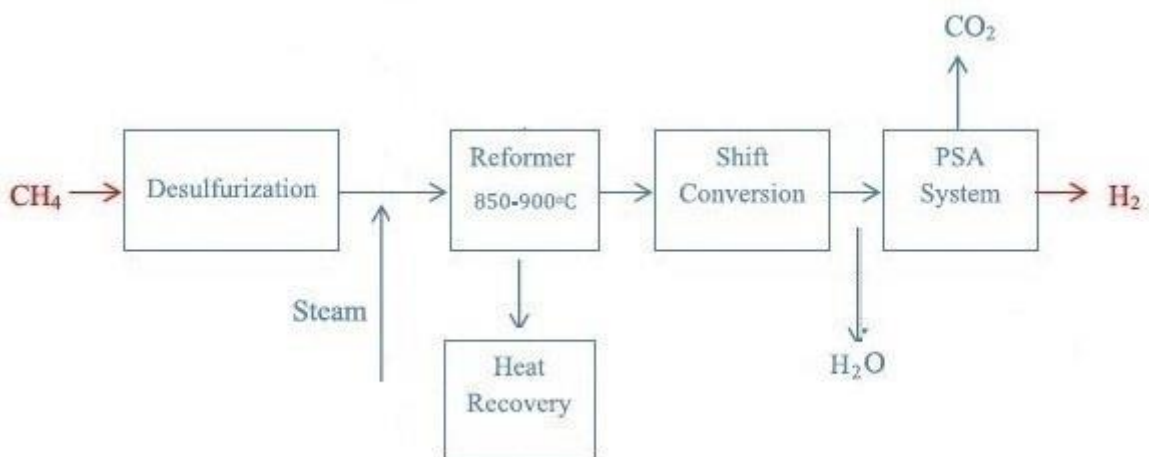 CO₂
CH₄
Desulfurization
Reformer
850-900°C
Shift
Conversion
PSA
System
H₂
Steam
Heat
Recovery
H₂O